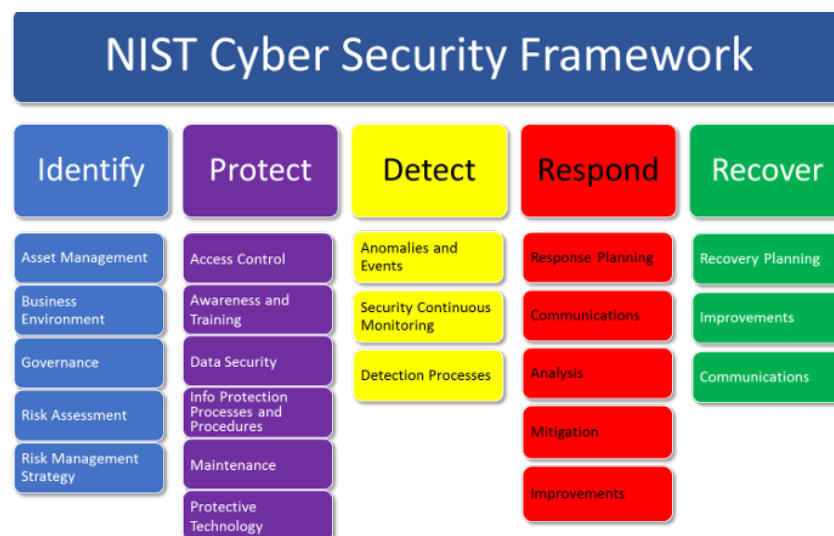 NIST Cyber Security Framework
Identify
Asset Management
Business
Environment
Governance
Risk Assessment
Risk Management
Strategy
Protect
Access Control
Awareness and
Training
Data Security
Info Protection
Processes and
Procedures
Maintenance
Protective
Technology
Detect
Anomalies and
Events
Security Continuous
Monitoring
Detection Processes
Respond
Response Planning
Communications
Analysis
Mitigation
Improvements
Recover
Recovery Planning
Improvements
Communications